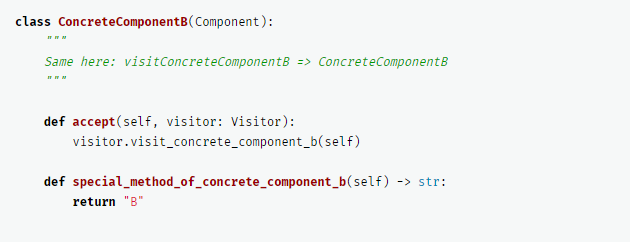 class ConcreteComponentB(Component):
    """
    Same here: visitConcreteComponentB => ConcreteComponentB
    """
    def accept(self, visitor: Visitor):
        visitor.visit_concrete_component_b(self)
    def special_method_of_concrete_component_b(self) -> str:
        return "B"